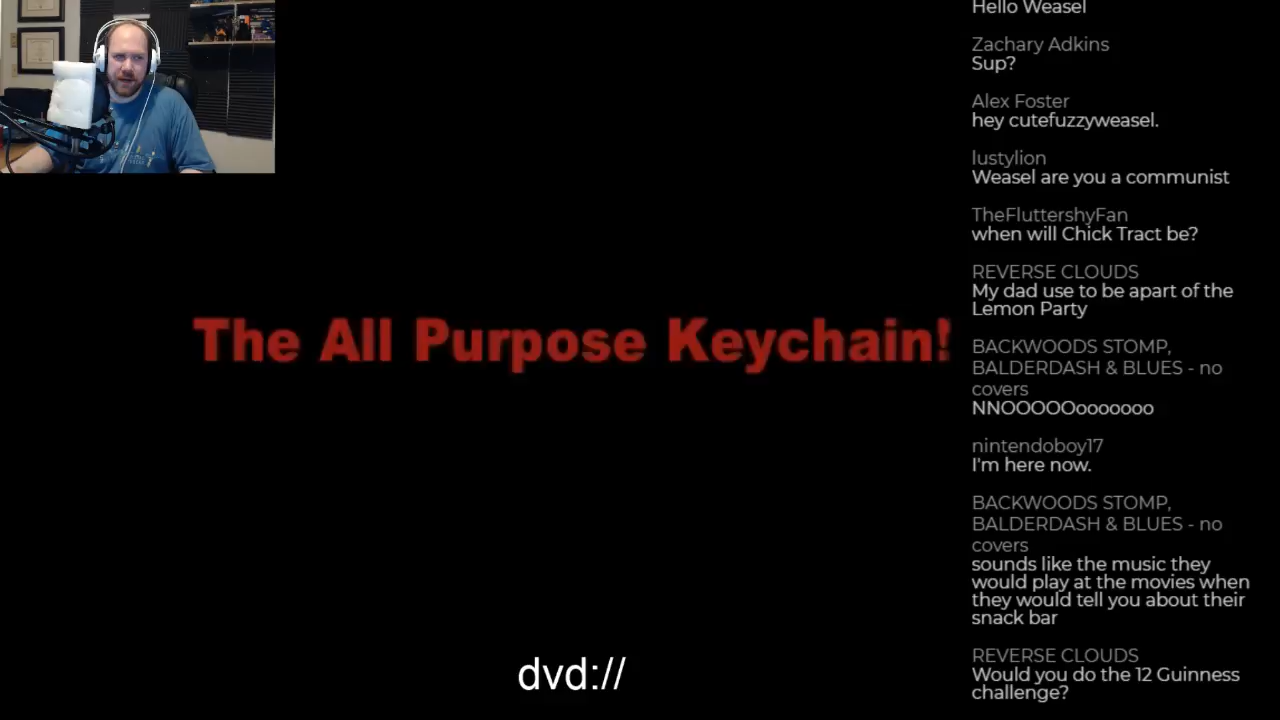 Hello Weasel
Zachary Adkins
Sup?
Alex Foster
hey cutefuzzyweasel.
lustylion
Weasel are you a communist
TheFluttershyFan
when will Chick Tract be?
REVERSE CLOUDS
My dad use to be apart of the
Lemon Party
BACKWOODS STOMP,
BALDERDASH & BLUES - no
covers
NNOOOOOooooooo
nintendoboy17
I'm here now.
BACKWOODS STOMP,
BALDERDASH & BLUES - no
covers
sounds like the music they
would play at the movies when
they would tell you about their
snack bar
REVERSE CLOUDS
Would you do the 12 Guinness
challenge?
The All Purpose Keychain!
dvd://